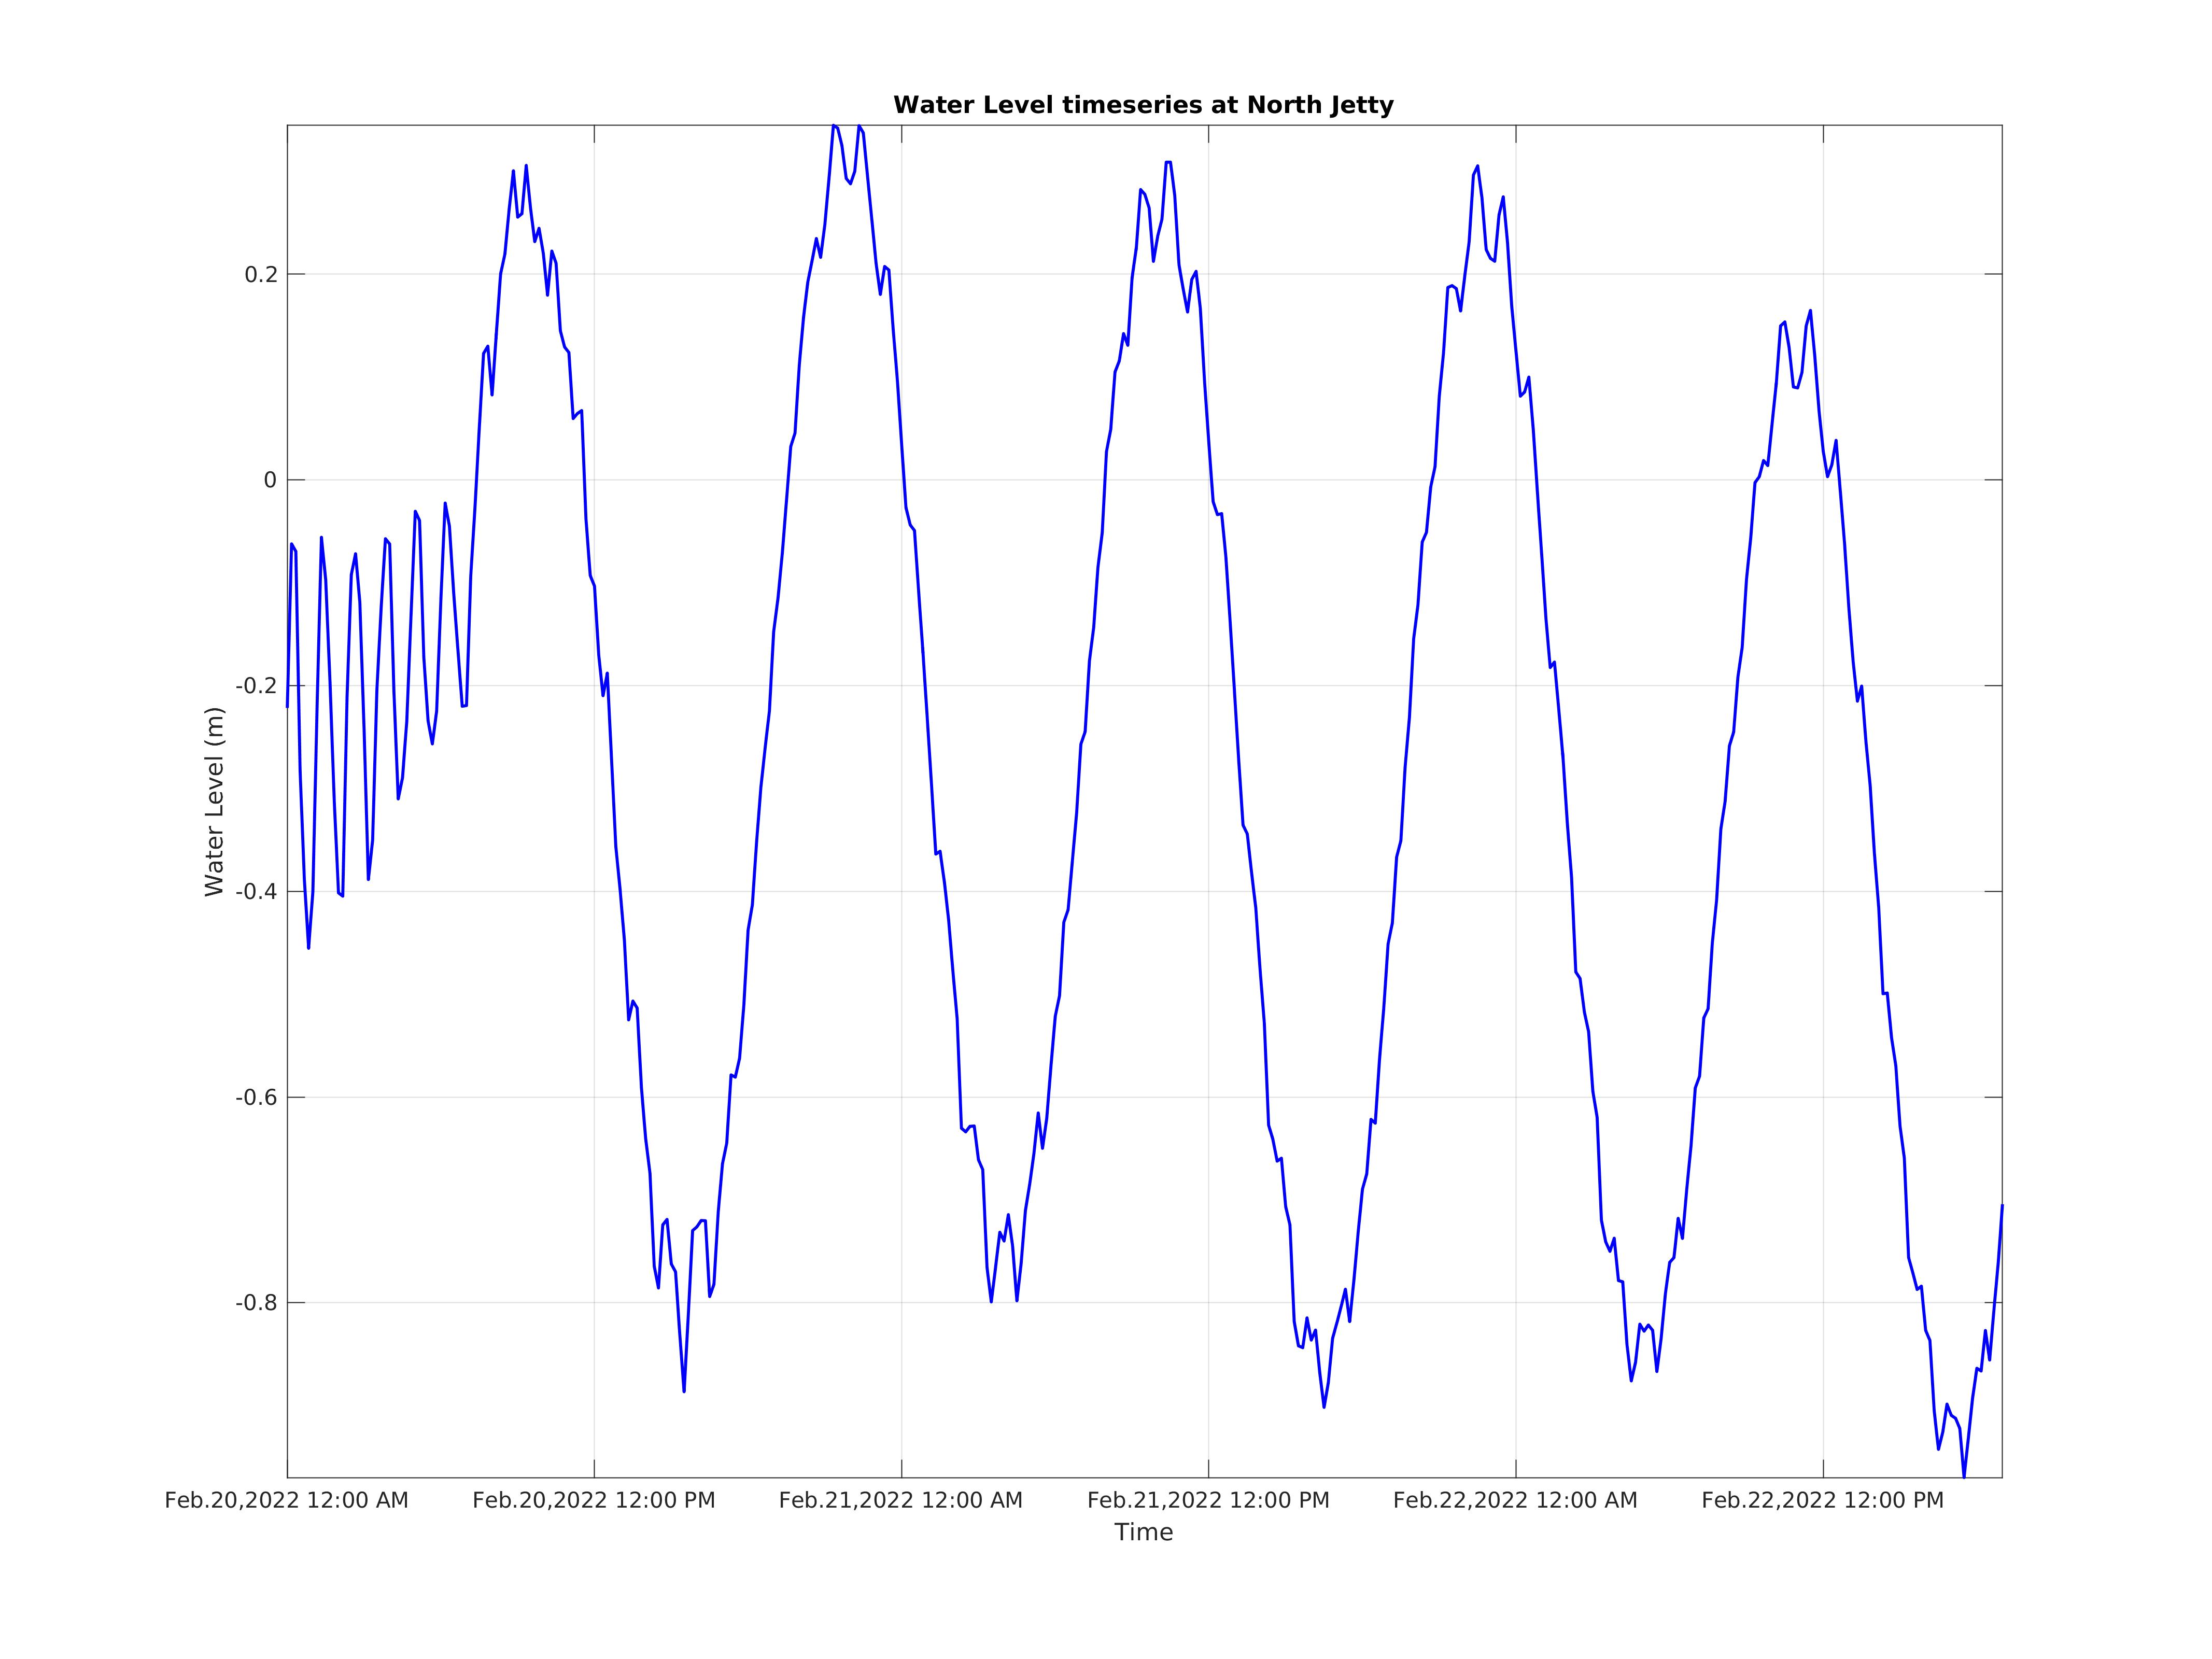 Water Level timeseries at North Jetty
0.2
0
-0.2
-0.4
-0.6
-0.8
Water Level (m)
Feb.20,2022 12:00 AM
Feb.20,2022 12:00 PM
Feb.21,2022 12:00 AM
Feb.21,2022 12:00 PM
Feb.22,2022 12:00 AM
Feb.22,2022 12:00 PM
Time